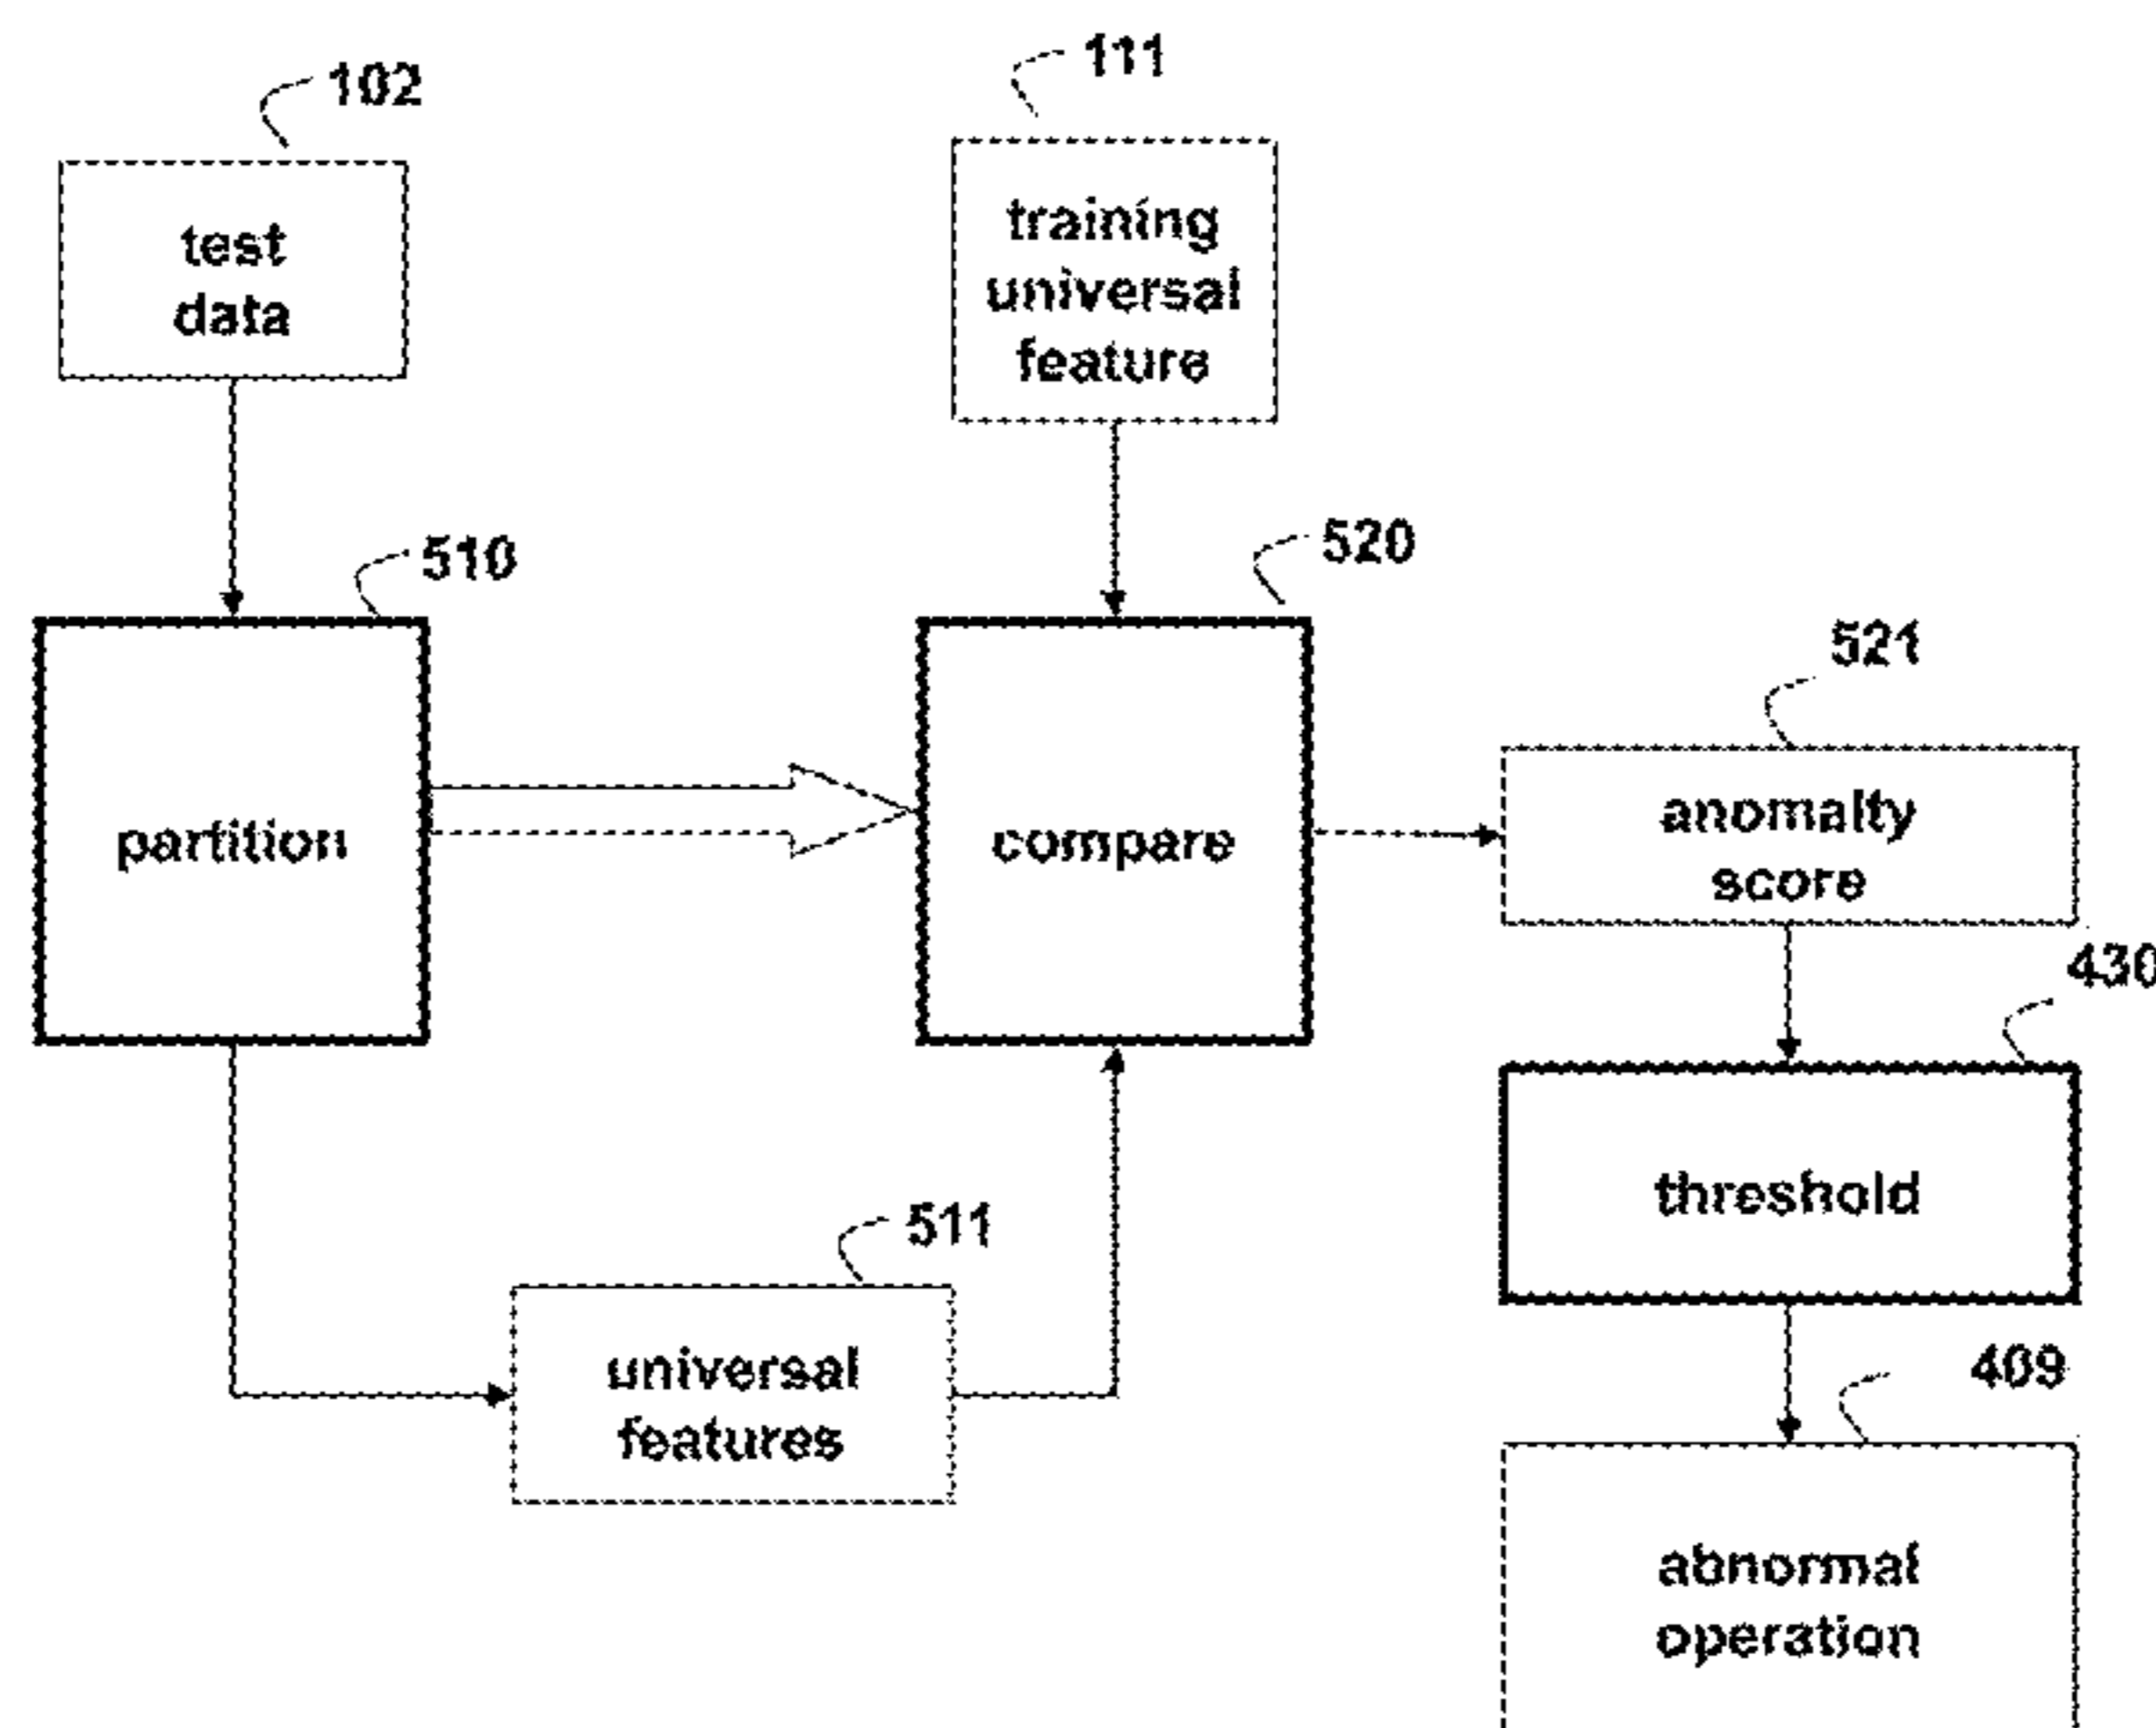 102
111
test
data
training
universal
feature
510
520
521
partition
compare
anomalty
score
430
threshold
511
universal
features
409
abnormal
operation